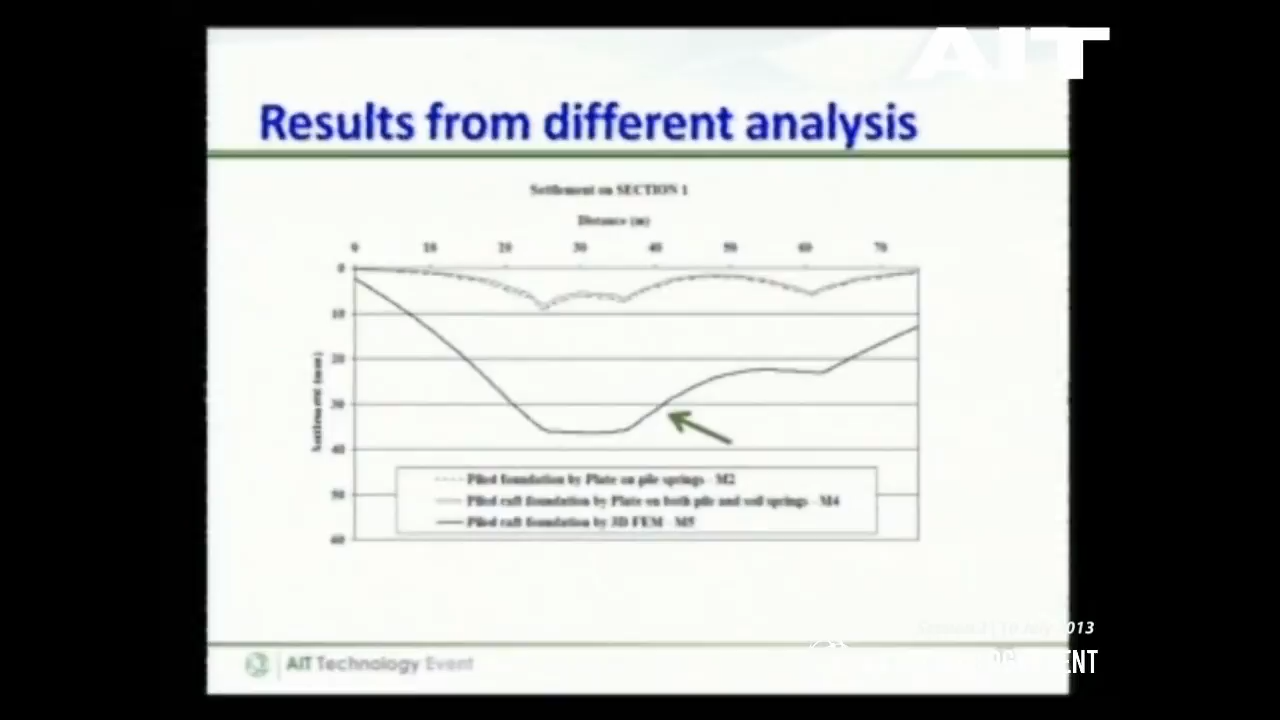 AIT
Results from different analysis
Settlement on SECTION 1
Distance (m)
0 10 20 30 40 50 60 70
0
10
20
30
40
50
60
Settlement (mm)
Piled foundation by Plate on pile springs - M2
Piled raft foundation by Plate on both pile and soil springs - M4
Piled raft foundation by 3D FEM - M5
2013
ENT
AIT Technology Event